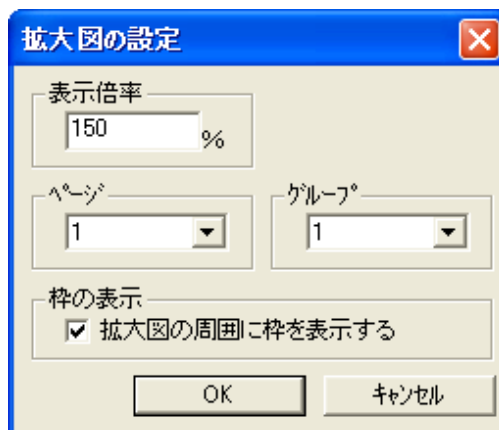 拡大図の設定
表示倍率
150 %
ﾍﾟｰｼﾞ ｸﾞﾙｰﾌﾟ
1 1
枠の表示
拡大図の周囲に枠を表示する
OK ｷｬﾝｾﾙ